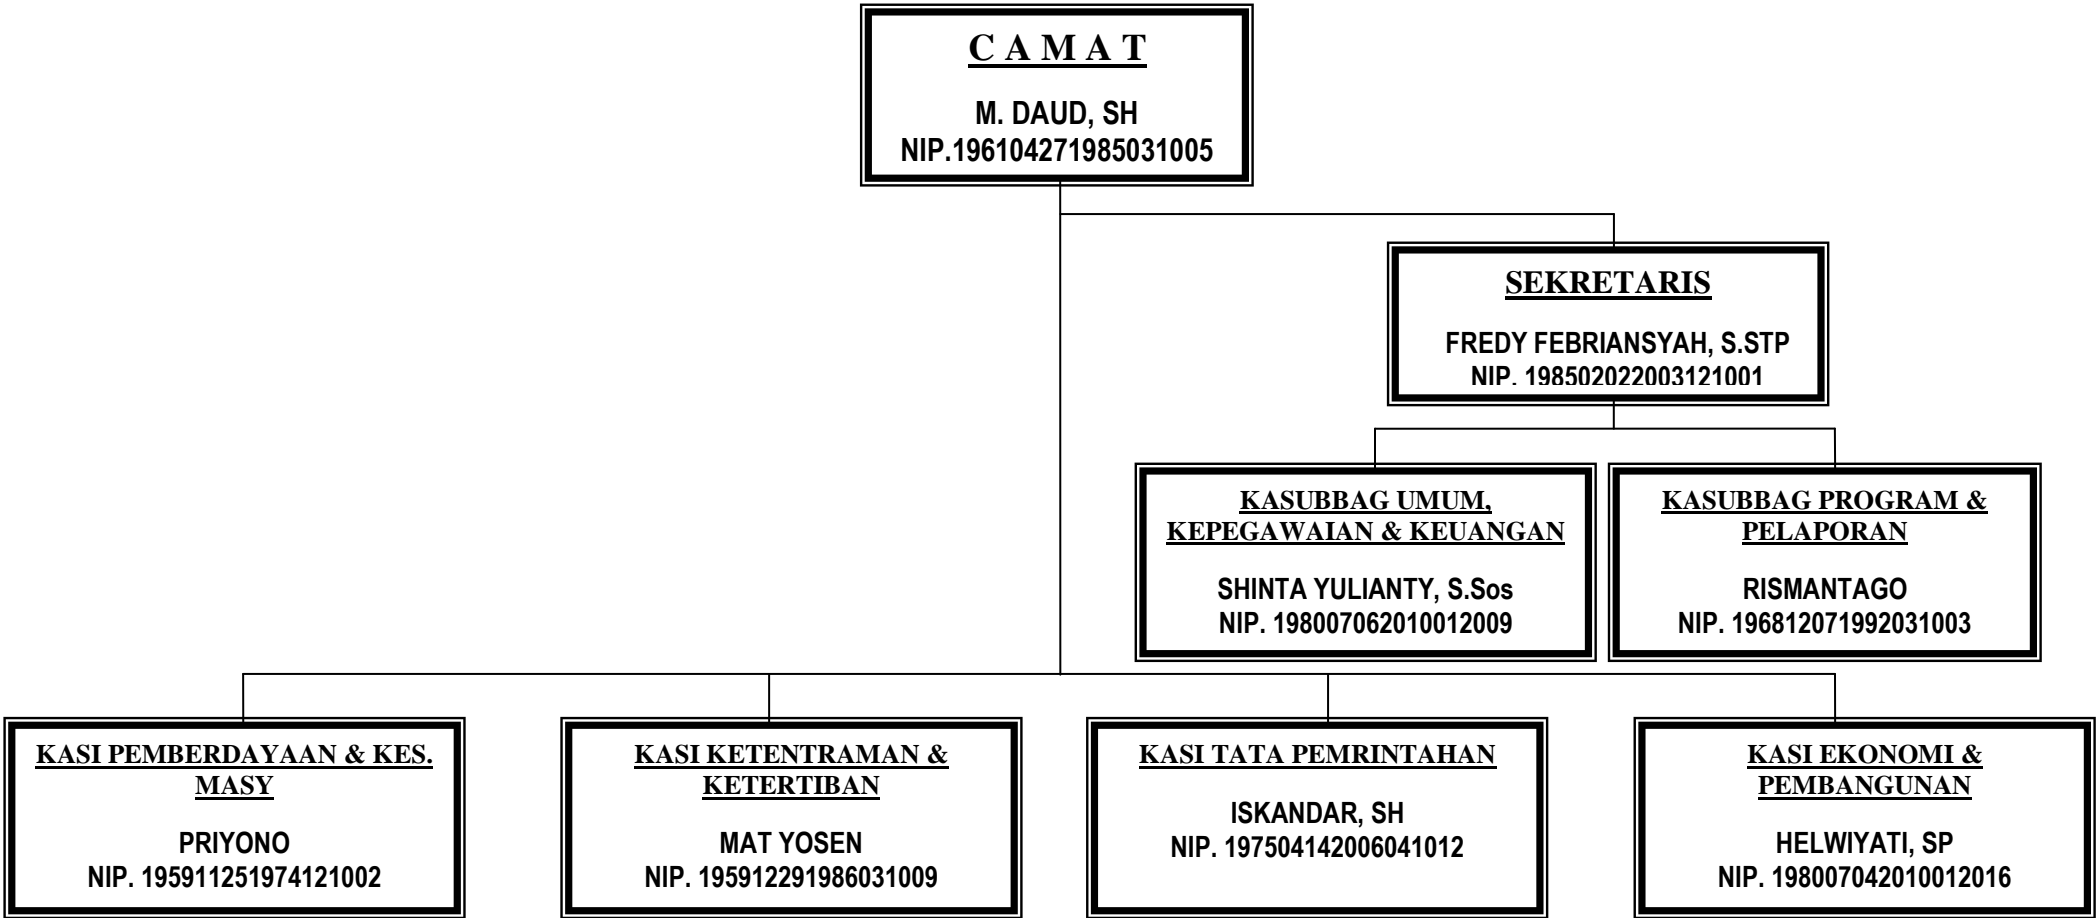 C A M A T
M. DAUD, SH
NIP.196104271985031005
SEKRETARIS
FREDY FEBRIANSYAH, S.STP
NIP. 198502022003121001
KASUBBAG UMUM,
KEPEGAWAIAN & KEUANGAN
SHINTA YULIANTY, S.Sos
NIP. 198007062010012009
KASUBBAG PROGRAM &
PELAPORAN
RISMANTAGO
NIP. 196812071992031003
KASI PEMBERDAYAAN & KES.
MASY
PRIYONO
NIP. 195911251974121002
KASI KETENTRAMAN &
KETERTIBAN
MAT YOSEN
NIP. 195912291986031009
KASI TATA PEMRINTAHAN
ISKANDAR, SH
NIP. 197504142006041012
KASI EKONOMI &
PEMBANGUNAN
HELWIYATI, SP
NIP. 198007042010012016